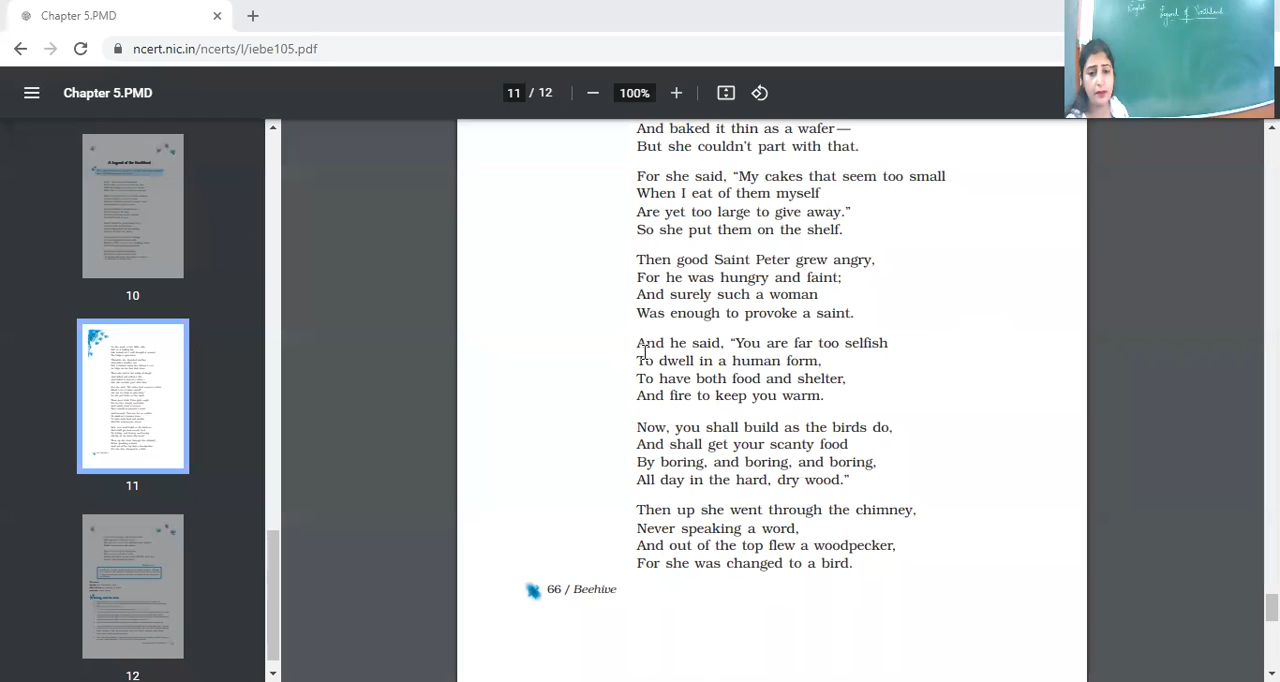 Chapter 5.PMD
ncert.nic.in/ncerts/l/iebe105.pdf
Chapter 5.PMD
11 / 12
100%
English Legend of Northland
A Legend of the Northland
10
11
12
And baked it thin as a wafer—
But she couldn't part with that.
For she said, “My cakes that seem too small
When I eat of them myself
Are yet too large to give away.”
So she put them on the shelf.
Then good Saint Peter grew angry,
For he was hungry and faint;
And surely such a woman
Was enough to provoke a saint.
And he said, “You are far too selfish
To dwell in a human form,
To have both food and shelter,
And fire to keep you warm.
Now, you shall build as the birds do,
And shall get your scanty food
By boring, and boring, and boring,
All day in the hard, dry wood.”
Then up she went through the chimney,
Never speaking a word,
And out of the top flew a woodpecker,
For she was changed to a bird.
66 / Beehive